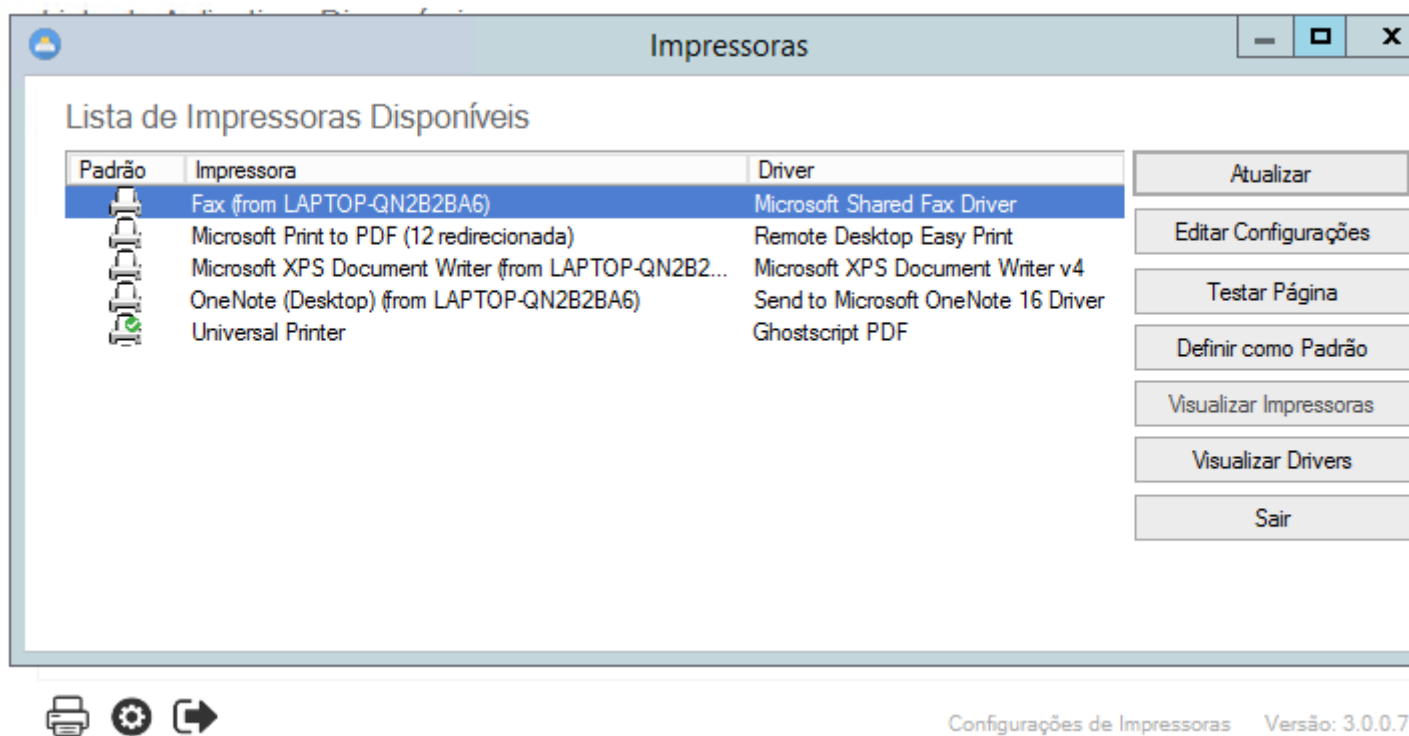 Impressoras
Lista de Impressoras Disponíveis
Padrão Impressora Driver
Fax (from LAPTOP-QN2B2BA6) Microsoft Shared Fax Driver
Microsoft Print to PDF (12 redirecionada) Remote Desktop Easy Print
Microsoft XPS Document Writer (from LAPTOP-QN2B2... Microsoft XPS Document Writer v4
OneNote (Desktop) (from LAPTOP-QN2B2BA6) Send to Microsoft OneNote 16 Driver
Universal Printer Ghostscript PDF
Atualizar
Editar Configurações
Testar Página
Definir como Padrão
Visualizar Impressoras
Visualizar Drivers
Sair
Configurações de Impressoras Versão: 3.0.0.7